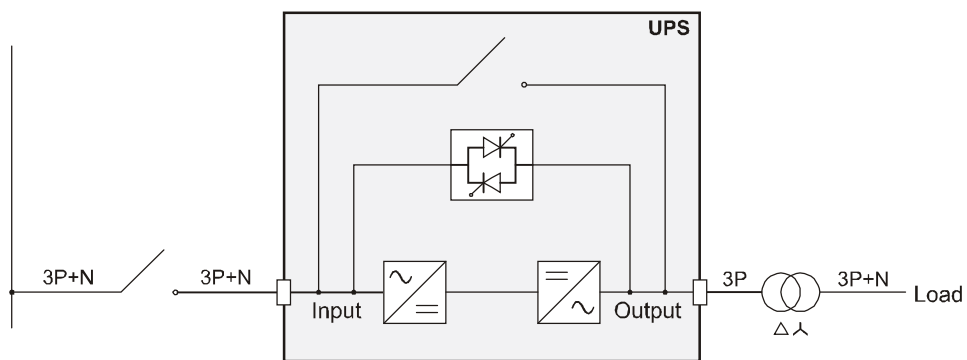 UPS
3P+N
3P+N
Input
Output
3P
3P+N
Load